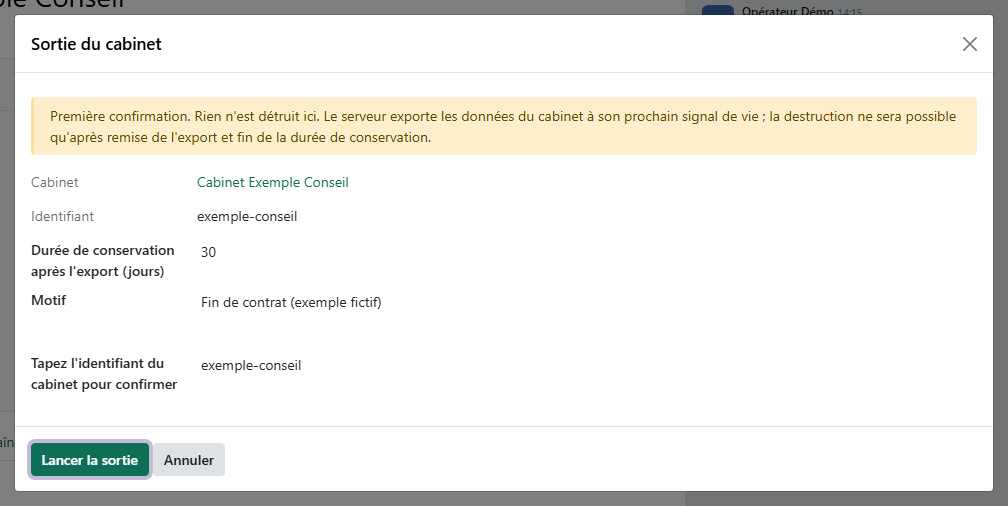 Conseil
Opérateur Démo 14:15
Sortie du cabinet
Première confirmation. Rien n'est détruit ici. Le serveur exporte les données du cabinet à son prochain signal de vie ; la destruction ne sera possible
qu'après remise de l'export et fin de la durée de conservation.
Cabinet Cabinet Exemple Conseil
Identifiant exemple-conseil
Durée de conservation
après l'export (jours) 30
Motif Fin de contrat (exemple fictif)
Tapez l'identifiant du
cabinet pour confirmer exemple-conseil
Lancer la sortie Annuler